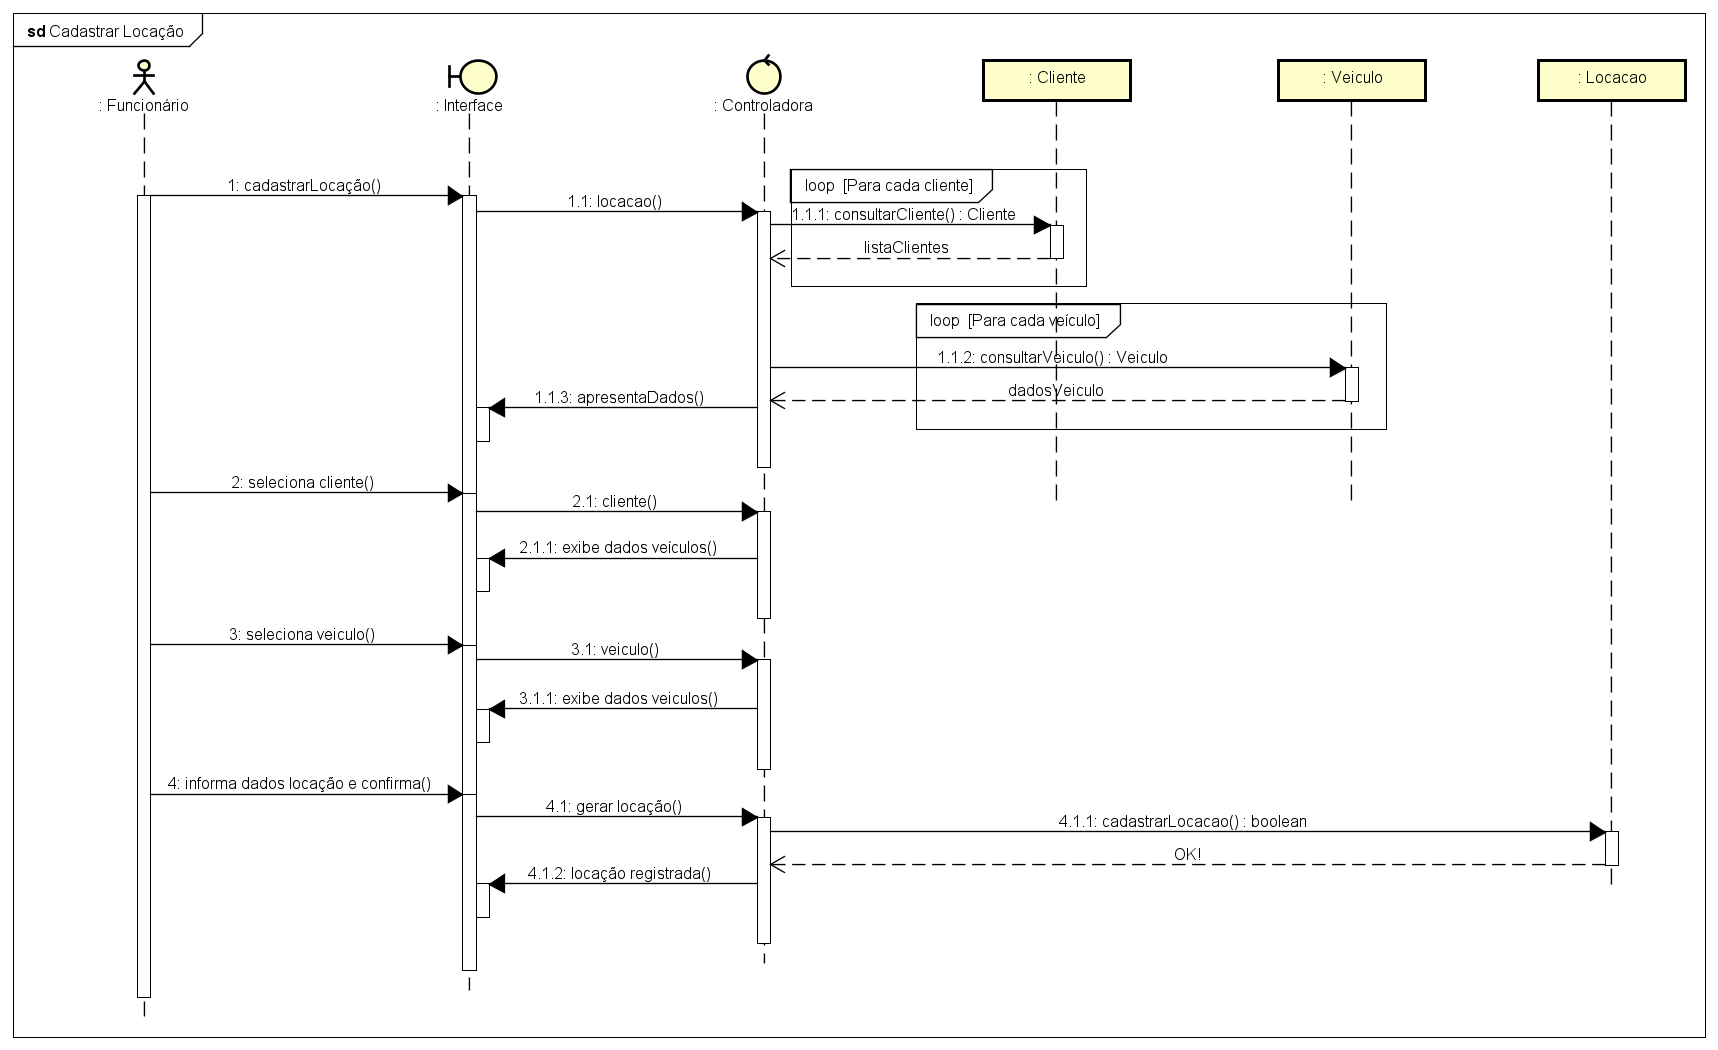 sd Cadastrar Locação
: Funcionário
: Interface
: Controladora
: Cliente
: Veiculo
: Locacao
1: cadastrarLocação()
1.1: locacao()
loop [Para cada cliente]
1.1.1: consultarCliente() : Cliente
listaClientes
loop [Para cada veículo]
1.1.2: consultarVeiculo() : Veiculo
dadosVeiculo
1.1.3: apresentaDados()
2: seleciona cliente()
2.1: cliente()
2.1.1: exibe dados veículos()
3: seleciona veiculo()
3.1: veiculo()
3.1.1: exibe dados veiculos()
4: informa dados locação e confirma()
4.1: gerar locação()
4.1.1: cadastrarLocacao() : boolean
OK!
4.1.2: locação registrada()